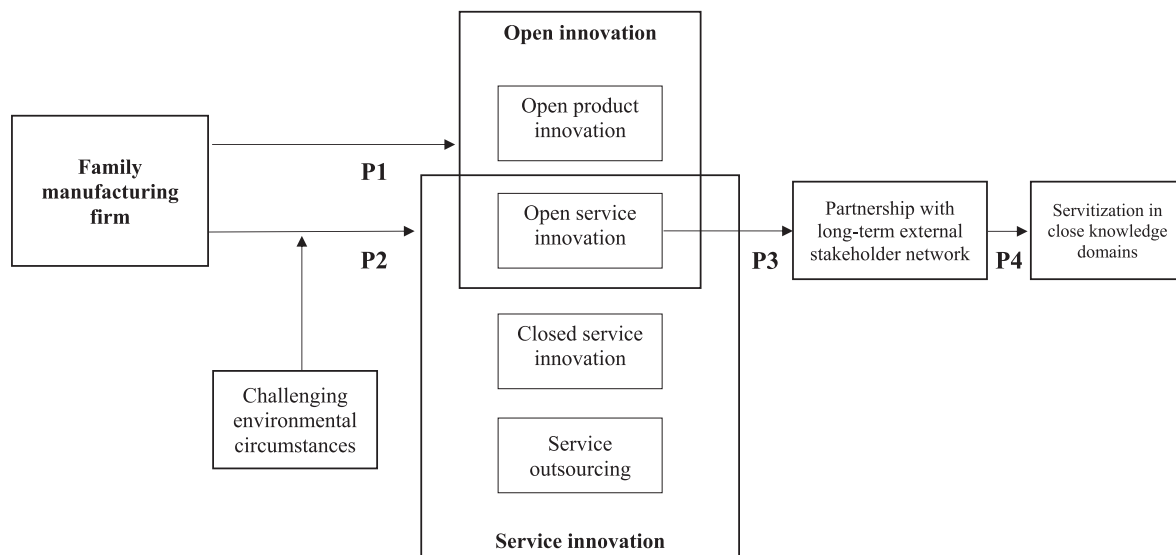 Open innovation
Open product
innovation
Family
manufacturing
firm
P1
P2
Open service
innovation
P3
Partnership with
long-term external
stakeholder network
P4
Servitization in
close knowledge
domains
Closed service
innovation
Challenging
environmental
circumstances
Service
outsourcing
Service innovation